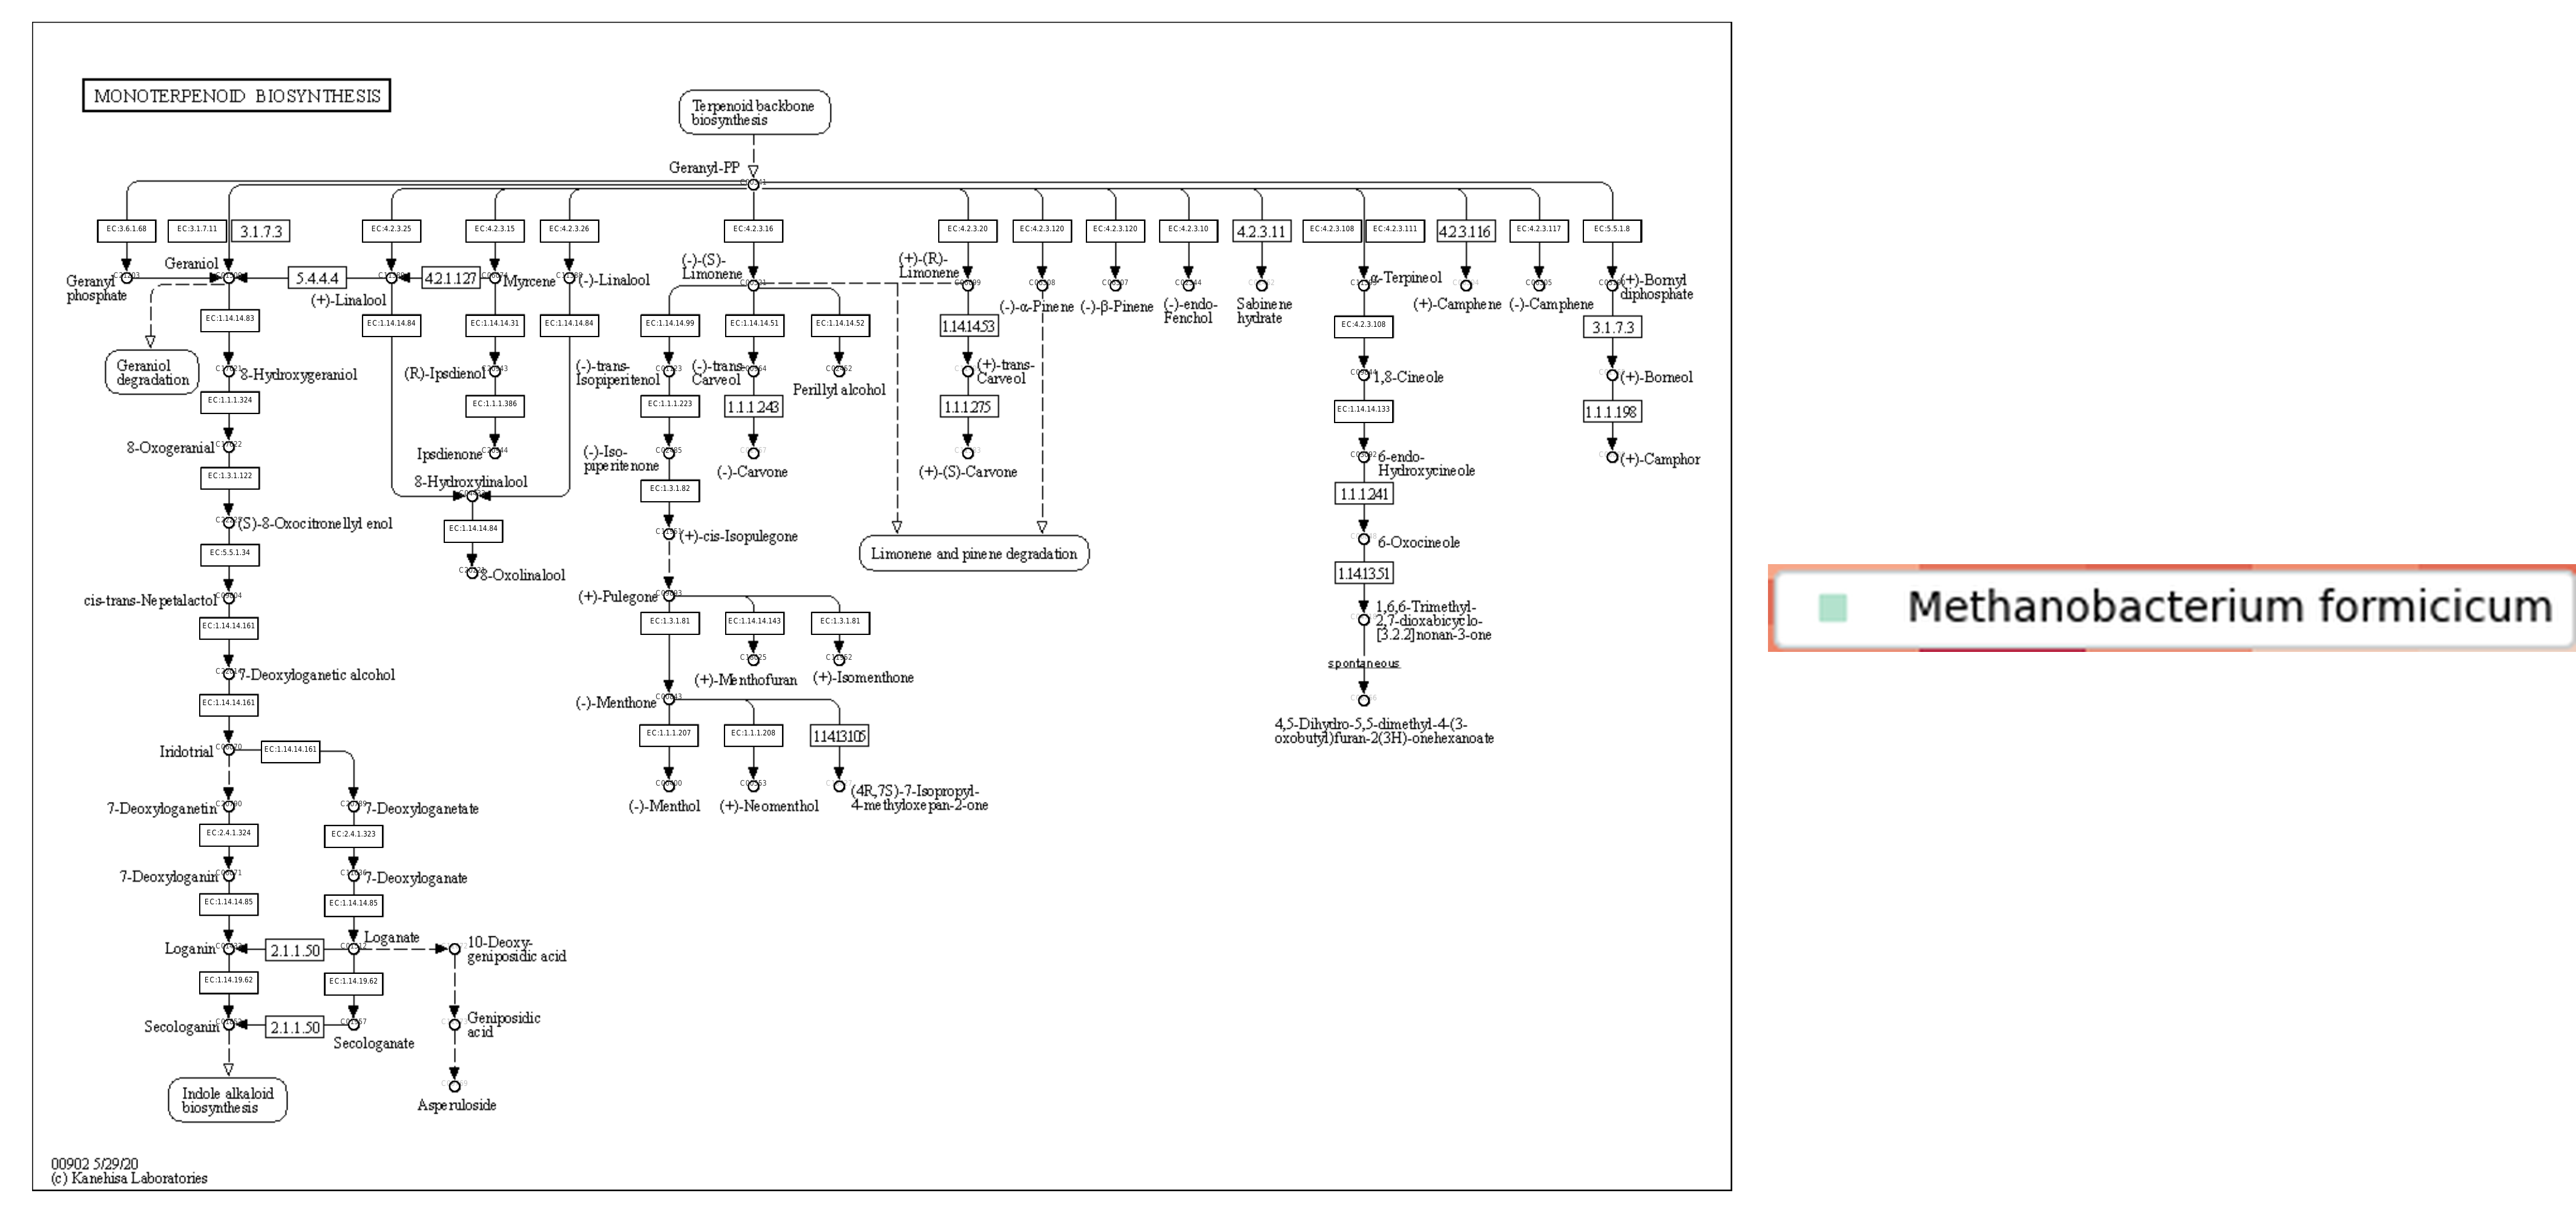 MONOTERPENOID BIOSYNTHESIS
Terpenoid backbone
biosynthesis
Geranyl-PP
EC:3.6.1.68
EC:3.1.7.11
3.1.7.3
EC:4.2.3.25
EC:4.2.3.15
EC:4.2.3.26
EC:4.2.3.16
EC:4.2.3.20
EC:4.2.3.120
EC:4.2.3.120
EC:4.2.3.10
4.2.3.11
EC:4.2.3.108
EC:4.2.3.111
4.2.3.116
EC:4.2.3.117
EC:5.5.1.8
Geranyl
phosphate
Geraniol
5.4.4.4
(+)-Linalool
4.2.1.127
Myrcene
(-)-Linalool
(-)-(S)-
Limonene
(+)-(R)-
Limonene
(-)-α-Pinene
(-)-β-Pinene
(-)-endo-
Fenchol
Sabinene
hydrate
α-Terpineol
(+)-Camphene
(-)-Camphene
(+)-Bornyl
diphosphate
EC:1.14.14.83
EC:1.14.14.84
EC:1.14.14.31
EC:1.14.14.84
EC:1.14.14.99
EC:1.14.14.51
EC:1.14.14.52
1.14.14.53
EC:4.2.3.108
3.1.7.3
Geraniol
degradation
8-Hydroxygeraniol
(R)-Ipsdienol
(-)-trans-
Isopiperitenol
(-)-trans-
Carveol
Perillyl alcohol
(+)-trans-
Carveol
1,8-Cineole
(+)-Borneol
EC:1.1.1.324
EC:1.1.1.386
EC:1.1.1.223
1.1.1.243
1.1.1.275
EC:1.14.14.133
1.1.1.198
8-Oxogeranial
Ipsdienone
(-)-Iso-
piperitenone
(-)-Carvone
(+)-(S)-Carvone
6-endo-
Hydroxycineole
(+)-Camphor
EC:1.3.1.122
8-Hydroxylinalool
EC:1.3.1.82
1.1.1.241
(S)-8-Oxocitronellyl enol
EC:1.14.14.84
(+)-cis-Isopulegone
Limonene and pinene degradation
6-Oxocineole
EC:5.5.1.34
8-Oxolinalool
1.14.13.51
cis-trans-Nepetalactol
(+)-Pulegone
1,6,6-Trimethyl-
2,7-dioxabicyclo-
[3.2.2]nonan-3-one
EC:1.14.14.161
EC:1.3.1.81
EC:1.14.14.143
EC:1.3.1.81
spontaneous
7-Deoxyloganetic alcohol
(+)-Menthofuran
(+)-Isomenthone
EC:1.14.14.161
(-)-Menthone
4,5-Dihydro-5,5-dimethyl-4-(3-
oxobutyl)furan-2(3H)-onehexanoate
Iridotrial
EC:1.14.14.161
EC:1.1.1.207
EC:1.1.1.208
1.14.13.105
7-Deoxyloganetin
7-Deoxyloganetate
(-)-Menthol
(+)-Neomenthol
(4R,7S)-7-Isopropyl-
4-methyloxepan-2-one
EC:2.4.1.324
EC:2.4.1.323
7-Deoxyloganin
7-Deoxyloganate
EC:1.14.14.85
EC:1.14.14.85
Loganin
2.1.1.50
Loganate
10-Deoxy-
geniposidic acid
EC:1.14.19.62
EC:1.14.19.62
Secologanin
2.1.1.50
Secologanate
Geniposidic
acid
Indole alkaloid
biosynthesis
Asperuloside
00902 5/29/20
(c) Kanehisa Laboratories
Methanobacterium formicicum